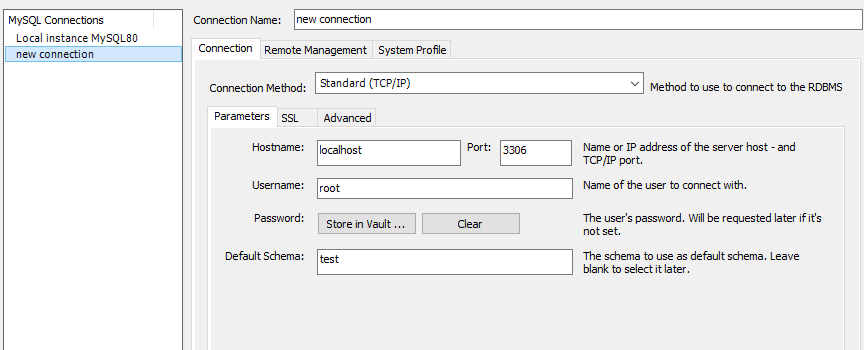 MySQL Connections
Local instance MySQL80
new connection
Connection Name: new connection
Connection Remote Management System Profile
Connection Method: Standard (TCP/IP) Method to use to connect to the RDBMS
Parameters SSL Advanced
Hostname: localhost Port: 3306 Name or IP address of the server host - and
TCP/IP port.
Username: root Name of the user to connect with.
Password: Store in Vault ... Clear The user's password. Will be requested later if it's
not set.
Default Schema: test The schema to use as default schema. Leave
blank to select it later.